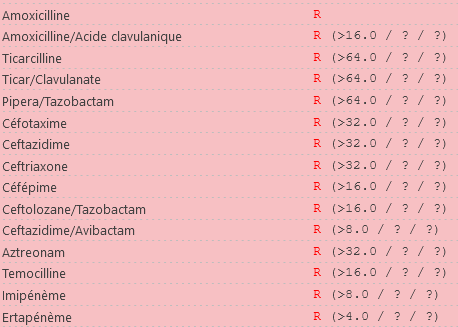 Amoxicilline R
Amoxicilline/Acide clavulanique R (>16.0 / ? / ?)
Ticarcilline R (>64.0 / ? / ?)
Ticar/Clavulanate R (>64.0 / ? / ?)
Pipera/Tazobactam R (>64.0 / ? / ?)
Céfotaxime R (>32.0 / ? / ?)
Ceftazidime R (>32.0 / ? / ?)
Ceftriaxone R (>32.0 / ? / ?)
Céfépime R (>16.0 / ? / ?)
Ceftolozane/Tazobactam R (>16.0 / ? / ?)
Ceftazidime/Avibactam R (>8.0 / ? / ?)
Aztreonam R (>32.0 / ? / ?)
Temocilline R (>16.0 / ? / ?)
Imipénème R (>8.0 / ? / ?)
Ertapénème R (>4.0 / ? / ?)